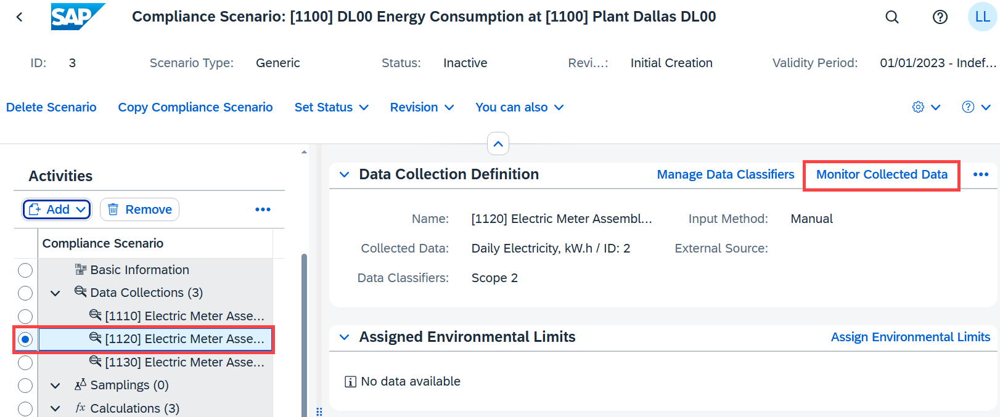 SAP Compliance Scenario: [1100] DL00 Energy Consumption at [1100] Plant Dallas DL00 LL
ID: 3 Scenario Type: Generic Status: Inactive Revi...: Initial Creation Validity Period: 01/01/2023 - Indef...
Delete Scenario Copy Compliance Scenario Set Status Revision You can also
Activities
Add Remove
Compliance Scenario
Basic Information
Data Collections (3)
[1110] Electric Meter Asse...
[1120] Electric Meter Asse...
[1130] Electric Meter Asse...
Samplings (0)
fx Calculations (3)
Data Collection Definition Manage Data Classifiers Monitor Collected Data
Name: [1120] Electric Meter Assembl... Input Method: Manual
Collected Data: Daily Electricity, kW.h / ID: 2 External Source:
Data Classifiers: Scope 2
Assigned Environmental Limits Assign Environmental Limits
No data available